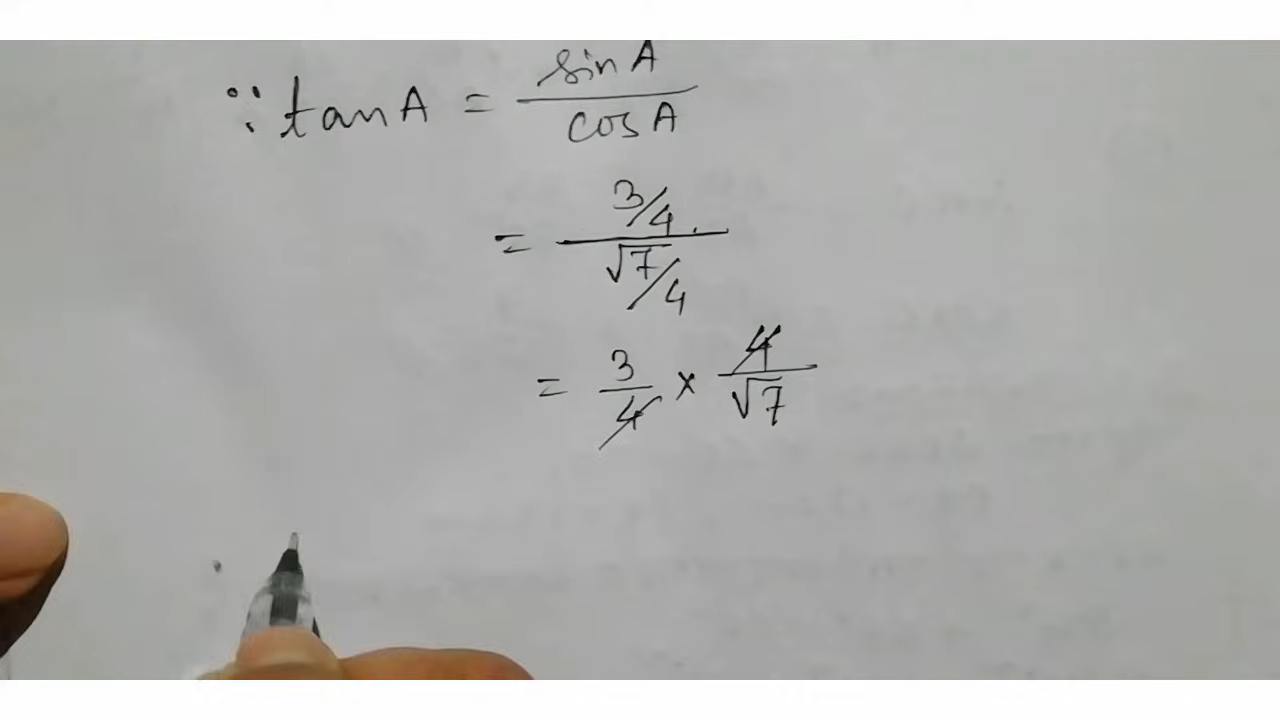 ∵ tan A = sin A / cos A
= 3/4 / √7/4
= 3/4 × 4/√7